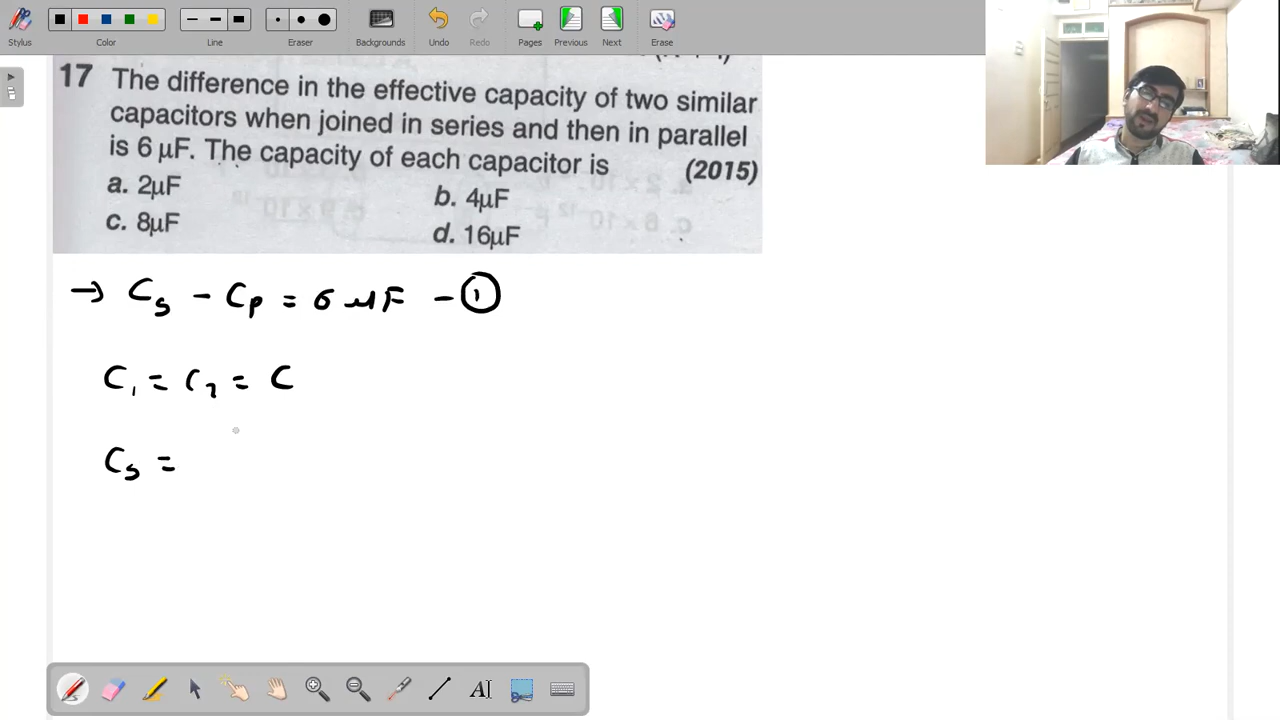 Stylus
Color
Line
Eraser
Backgrounds
Undo
Redo
Pages
Previous
Next
Erase
17 The difference in the effective capacity of two similar
capacitors when joined in series and then in parallel
is 6 μF. The capacity of each capacitor is (2015)
a. 2μF b. 4μF
c. 8μF d. 16μF
→ Cs - Cp = 6 μF - ①
C₁ = C₂ = C
Cs =
AI